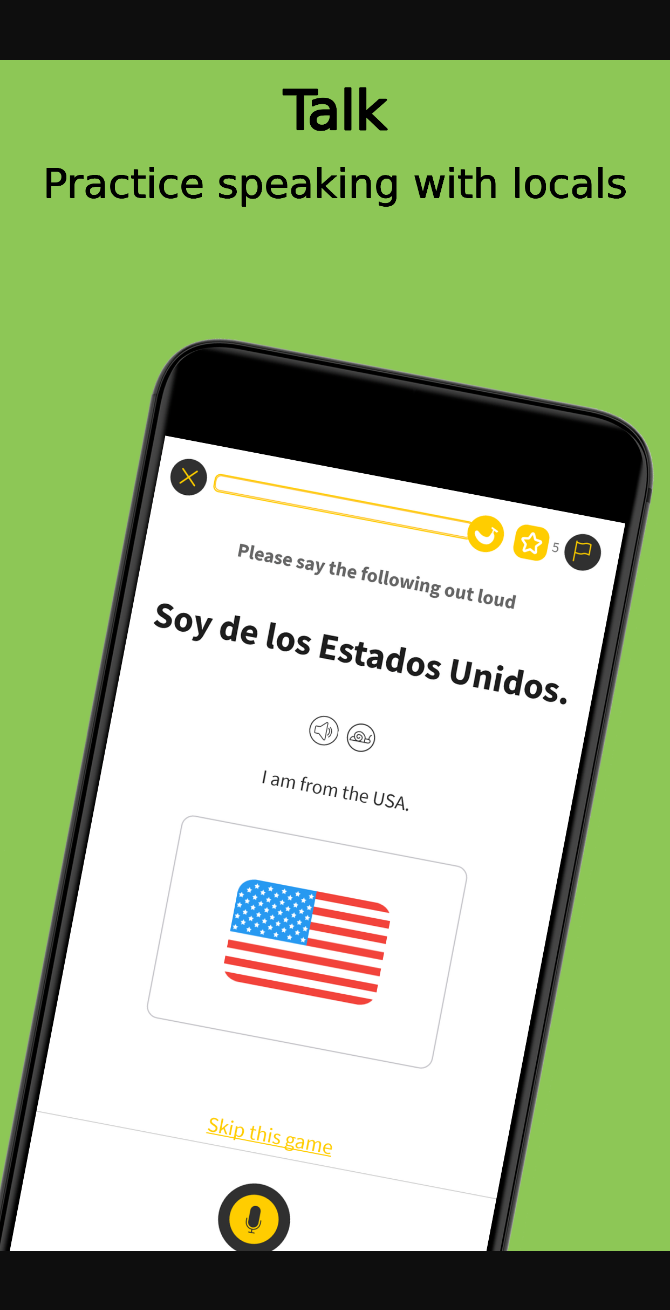 Talk
Practice speaking with locals
5
Please say the following out loud
Soy de los Estados Unidos.
I am from the USA.
Skip this game